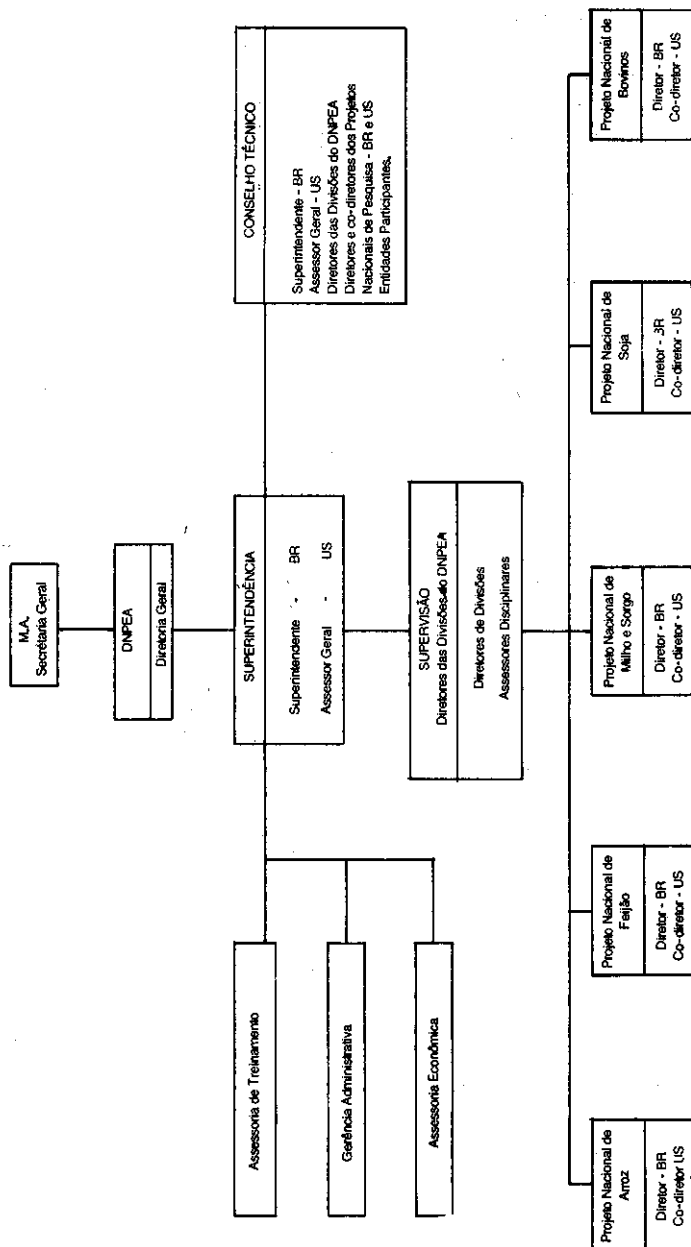 M.A.
Secrétaria Geral
DNPEA
Diretoria Geral
SUPERINTENDÊNCIA
Superintendente - BR
Assessor Geral - US
CONSELHO TÉCNICO
Superintendente - BR
Assessor Geral - US
Diretores das Divisões do DNPEA
Diretores e co-diretores dos Projetos
Nacionais de Pesquisa - BR e US
Entidades Participantes.
Assessoria de Treinamento
Gerência Administrativa
Assessoria Econômica
SUPERVISÃO
Diretores das Divisões do DNPEA
Diretores de Divisões
Assessores Disciplinares
Projeto Nacional de
Arroz
Diretor - BR
Co-diretor US
Projeto Nacional de
Feijão
Diretor - BR
Co-diretor - US
Projeto Nacional de
Milho e Sorgo
Diretor - BR
Co-diretor - US
Projeto Nacional de
Soja
Diretor - BR
Co-diretor - US
Projeto Nacional de
Bovinos
Diretor - BR
Co-diretor - US